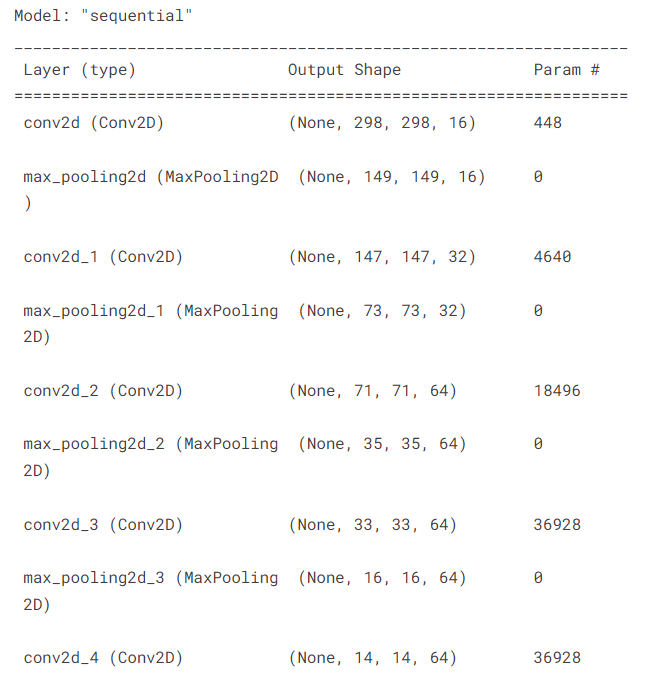 Model: "sequential"
_________________________________________________________________
Layer (type) Output Shape Param #
=================================================================
conv2d (Conv2D) (None, 298, 298, 16) 448
max_pooling2d (MaxPooling2D (None, 149, 149, 16) 0
)
conv2d_1 (Conv2D) (None, 147, 147, 32) 4640
max_pooling2d_1 (MaxPooling (None, 73, 73, 32) 0
2D)
conv2d_2 (Conv2D) (None, 71, 71, 64) 18496
max_pooling2d_2 (MaxPooling (None, 35, 35, 64) 0
2D)
conv2d_3 (Conv2D) (None, 33, 33, 64) 36928
max_pooling2d_3 (MaxPooling (None, 16, 16, 64) 0
2D)
conv2d_4 (Conv2D) (None, 14, 14, 64) 36928